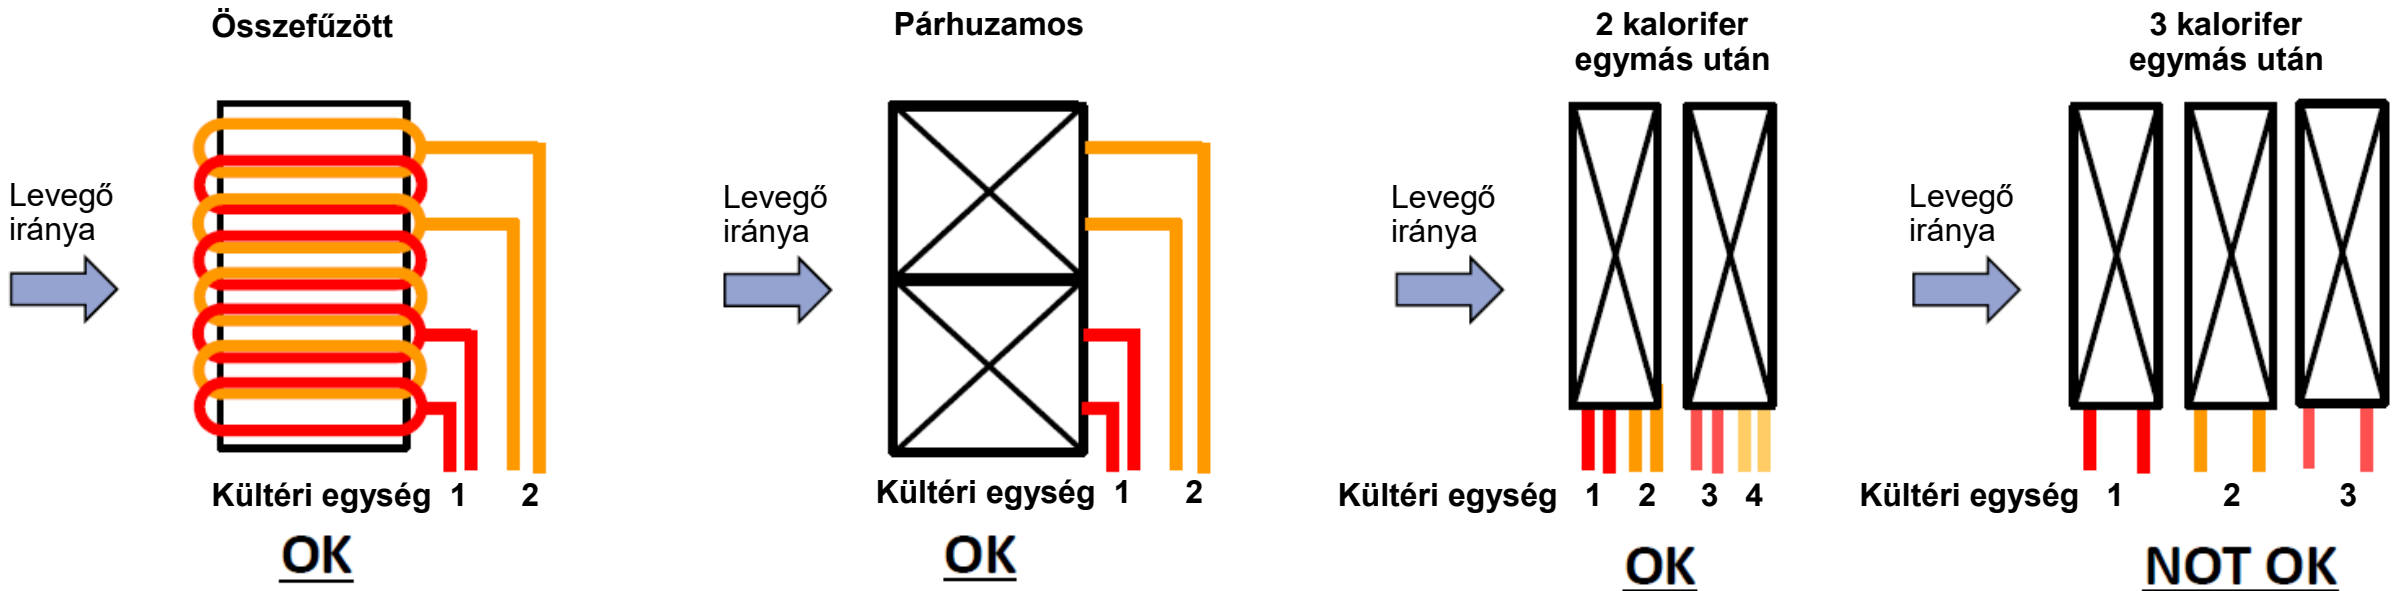 Összefűzött
Levegő
iránya
Kültéri egység 1 2
OK
Párhuzamos
Levegő
iránya
Kültéri egység 1 2
OK
2 kalorifer
egymás után
Levegő
iránya
Kültéri egység 1 2 3 4
OK
3 kalorifer
egymás után
Levegő
iránya
Kültéri egység 1 2 3
NOT OK